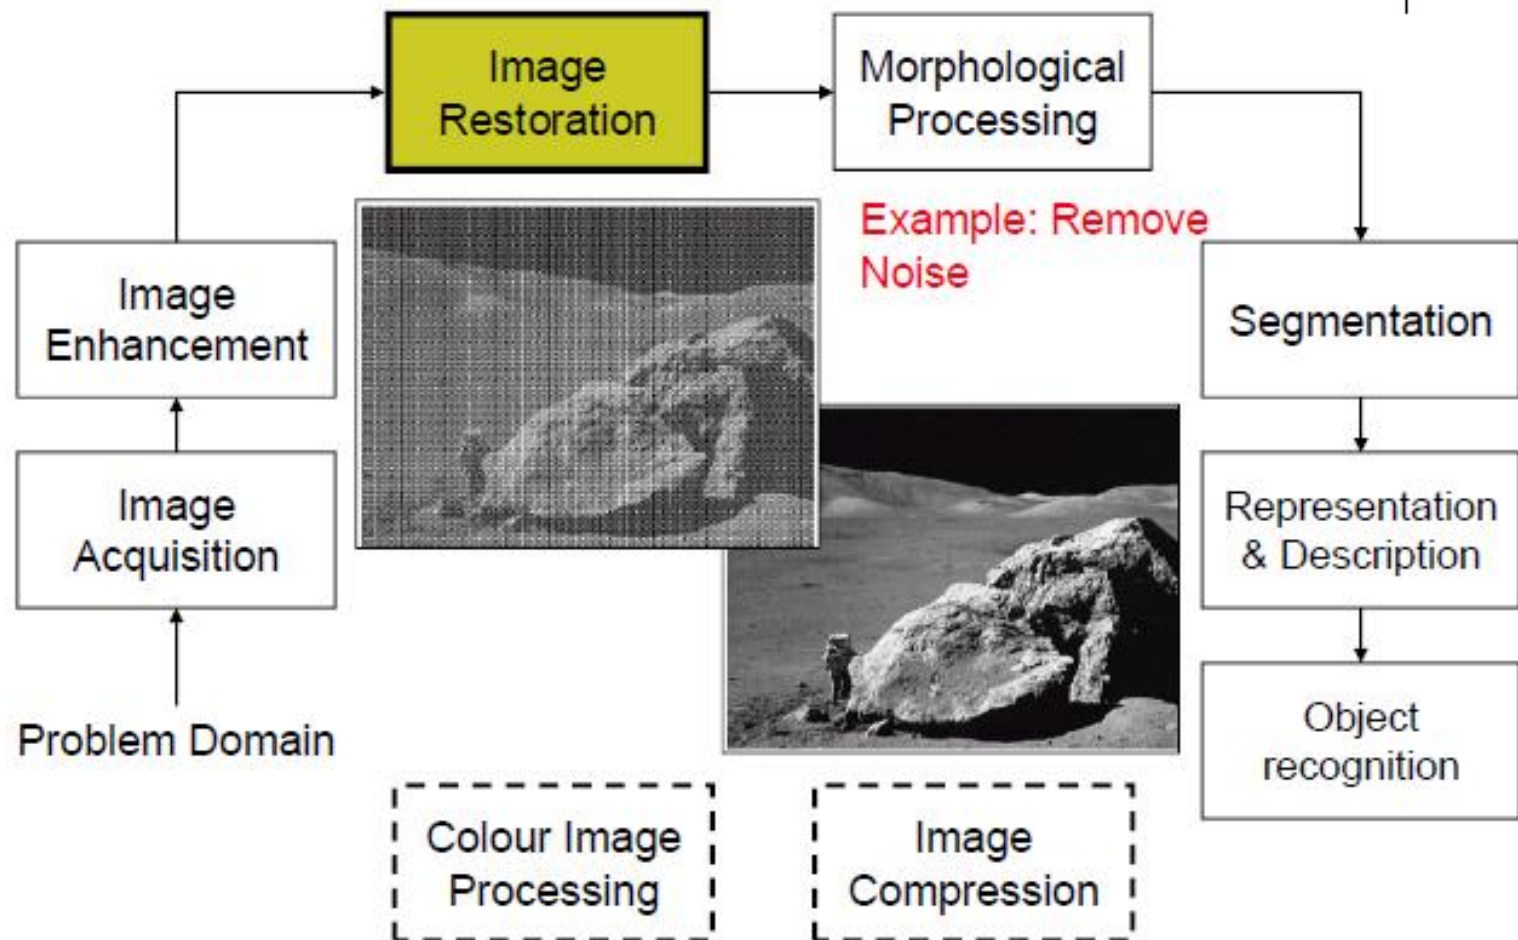 Image
Restoration
Morphological
Processing
Example: Remove
Noise
Image
Enhancement
Segmentation
Image
Acquisition
Representation
& Description
Problem Domain
Object
recognition
Colour Image
Processing
Image
Compression